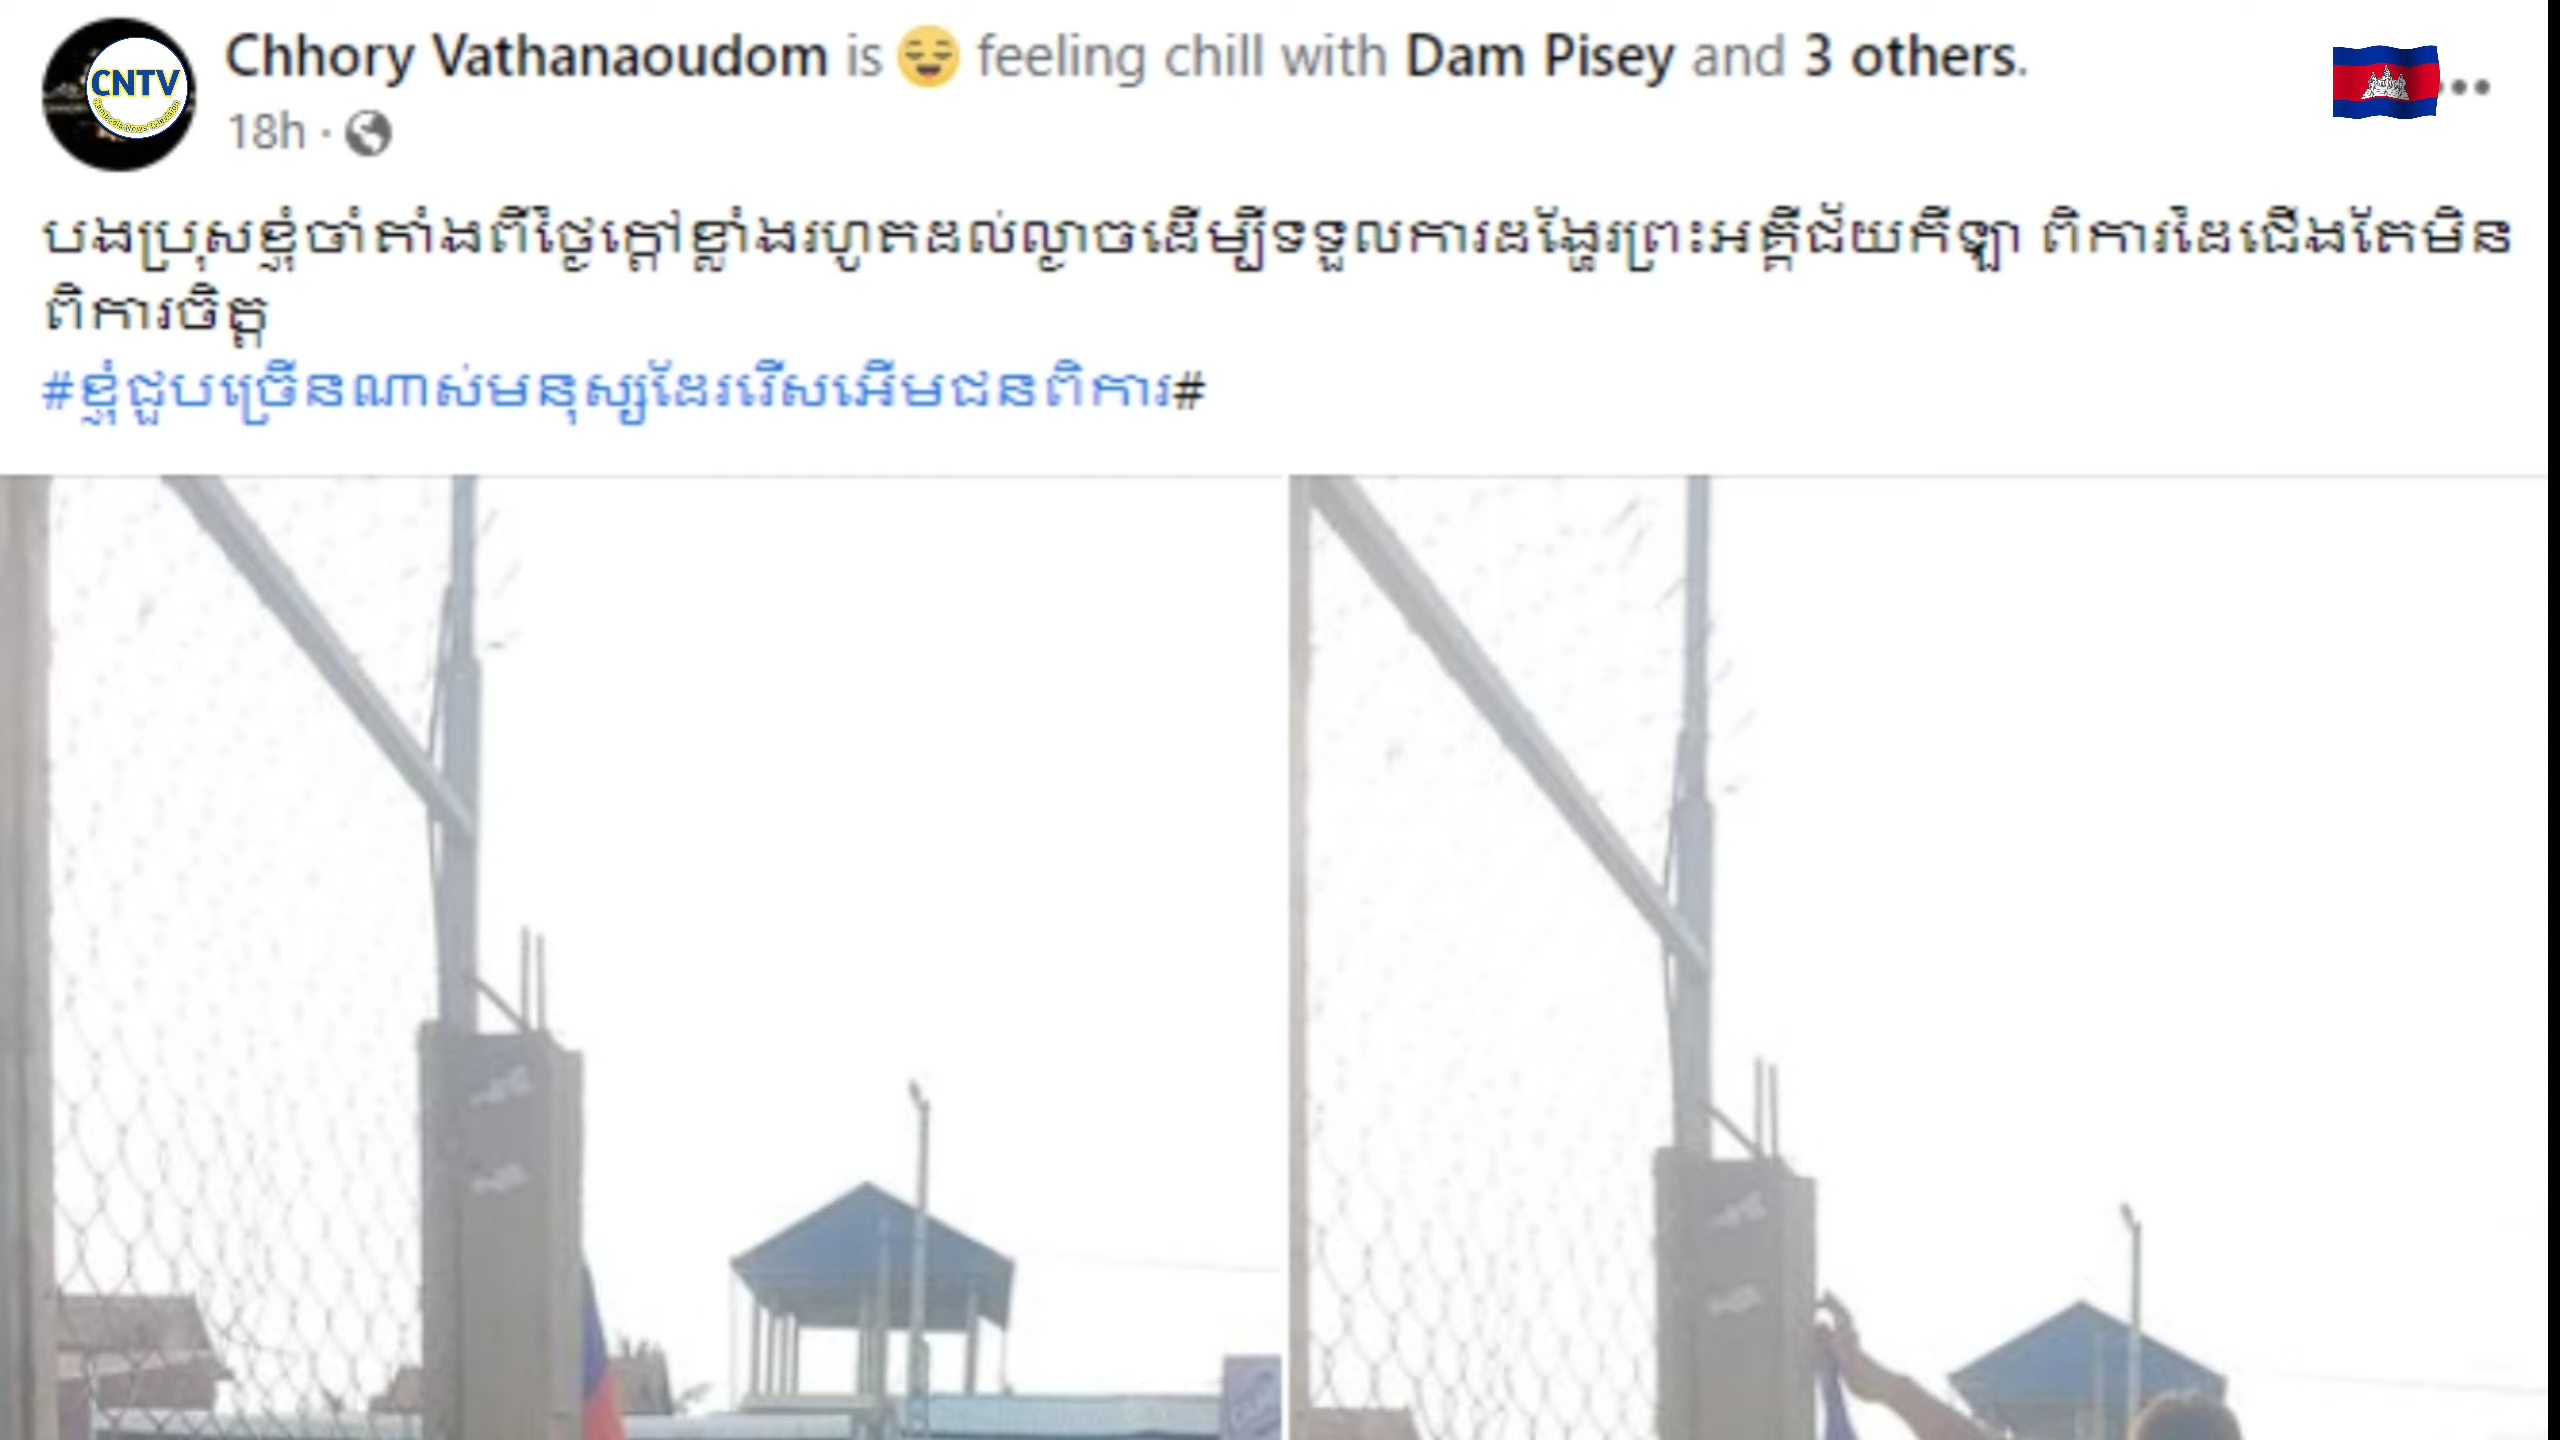 Chhory Vathanaoudom is feeling chill with Dam Pisey and 3 others.
CNTV
18h
បងប្រុសខ្ញុំចាំតាំងពីថ្ងៃក្តៅខ្លាំងរហូតដល់ល្ងាចដើម្បីទទួលការដង្ហែរព្រះអគ្គីជ័យកីឡា ពិការដៃជើងតែមិន
ពិការចិត្ត
#ខ្ញុំជួបច្រើនណាស់មនុស្សដែររើសអើមជនពិការ#